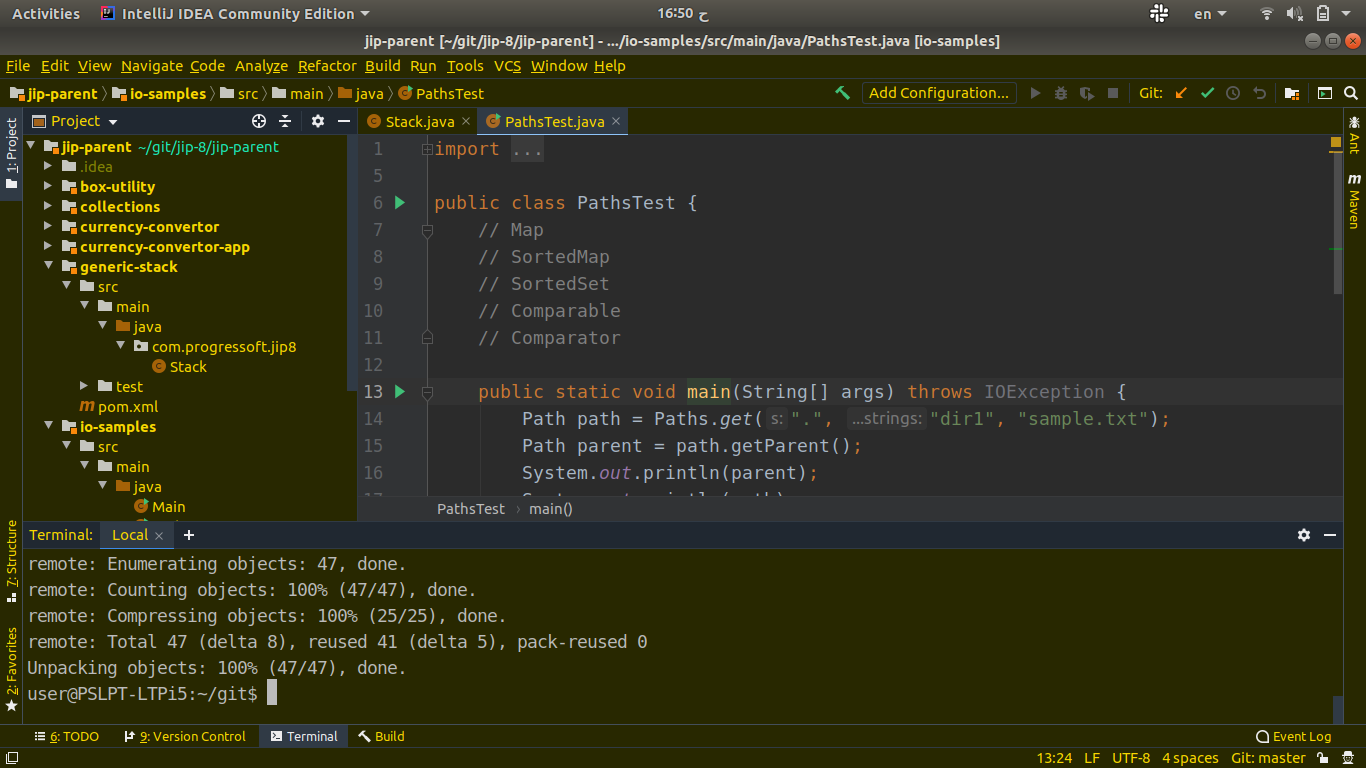 Activities IntelliJ IDEA Community Edition 16:50 ح en
jip-parent [~/git/jip-8/jip-parent] - .../io-samples/src/main/java/PathsTest.java [io-samples]
File Edit View Navigate Code Analyze Refactor Build Run Tools VCS Window Help
jip-parent io-samples src main java PathsTest Add Configuration... Git:
1: Project
Project
jip-parent ~/git/jip-8/jip-parent
.idea
box-utility
collections
currency-convertor
currency-convertor-app
generic-stack
src
main
java
com.progressoft.jip8
Stack
test
pom.xml
io-samples
src
main
java
Main
Stack.java PathsTest.java
1 import ...
5
6 public class PathsTest {
7 // Map
8 // SortedMap
9 // SortedSet
10 // Comparable
11 // Comparator
12
13 public static void main(String[] args) throws IOException {
14 Path path = Paths.get( s: ".", ...strings: "dir1", "sample.txt");
15 Path parent = path.getParent();
16 System.out.println(parent);
PathsTest › main()
Ant
Maven
7: Structure
2: Favorites
Terminal: Local +
remote: Enumerating objects: 47, done.
remote: Counting objects: 100% (47/47), done.
remote: Compressing objects: 100% (25/25), done.
remote: Total 47 (delta 8), reused 41 (delta 5), pack-reused 0
Unpacking objects: 100% (47/47), done.
user@PSLPT-LTPi5:~/git$
6: TODO 9: Version Control Terminal Build Event Log
13:24 LF UTF-8 4 spaces Git: master